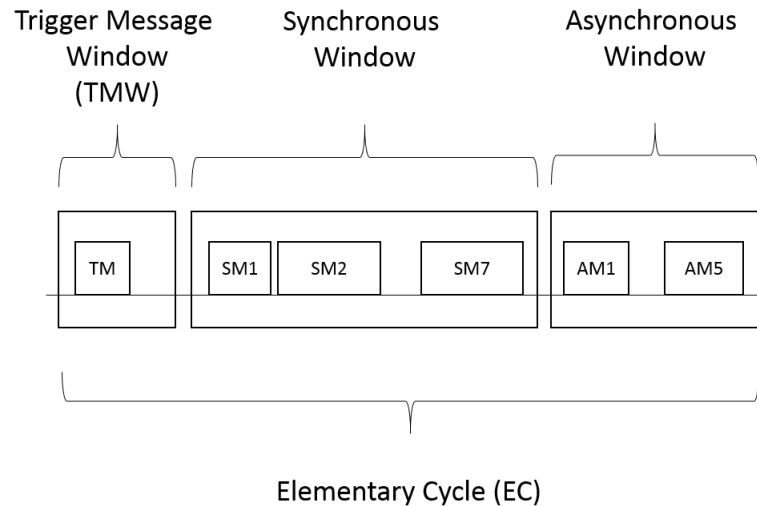 Trigger Message
Window
(TMW)
Synchronous
Window
Asynchronous
Window
TM
SM1
SM2
SM7
AM1
AM5
Elementary Cycle (EC)